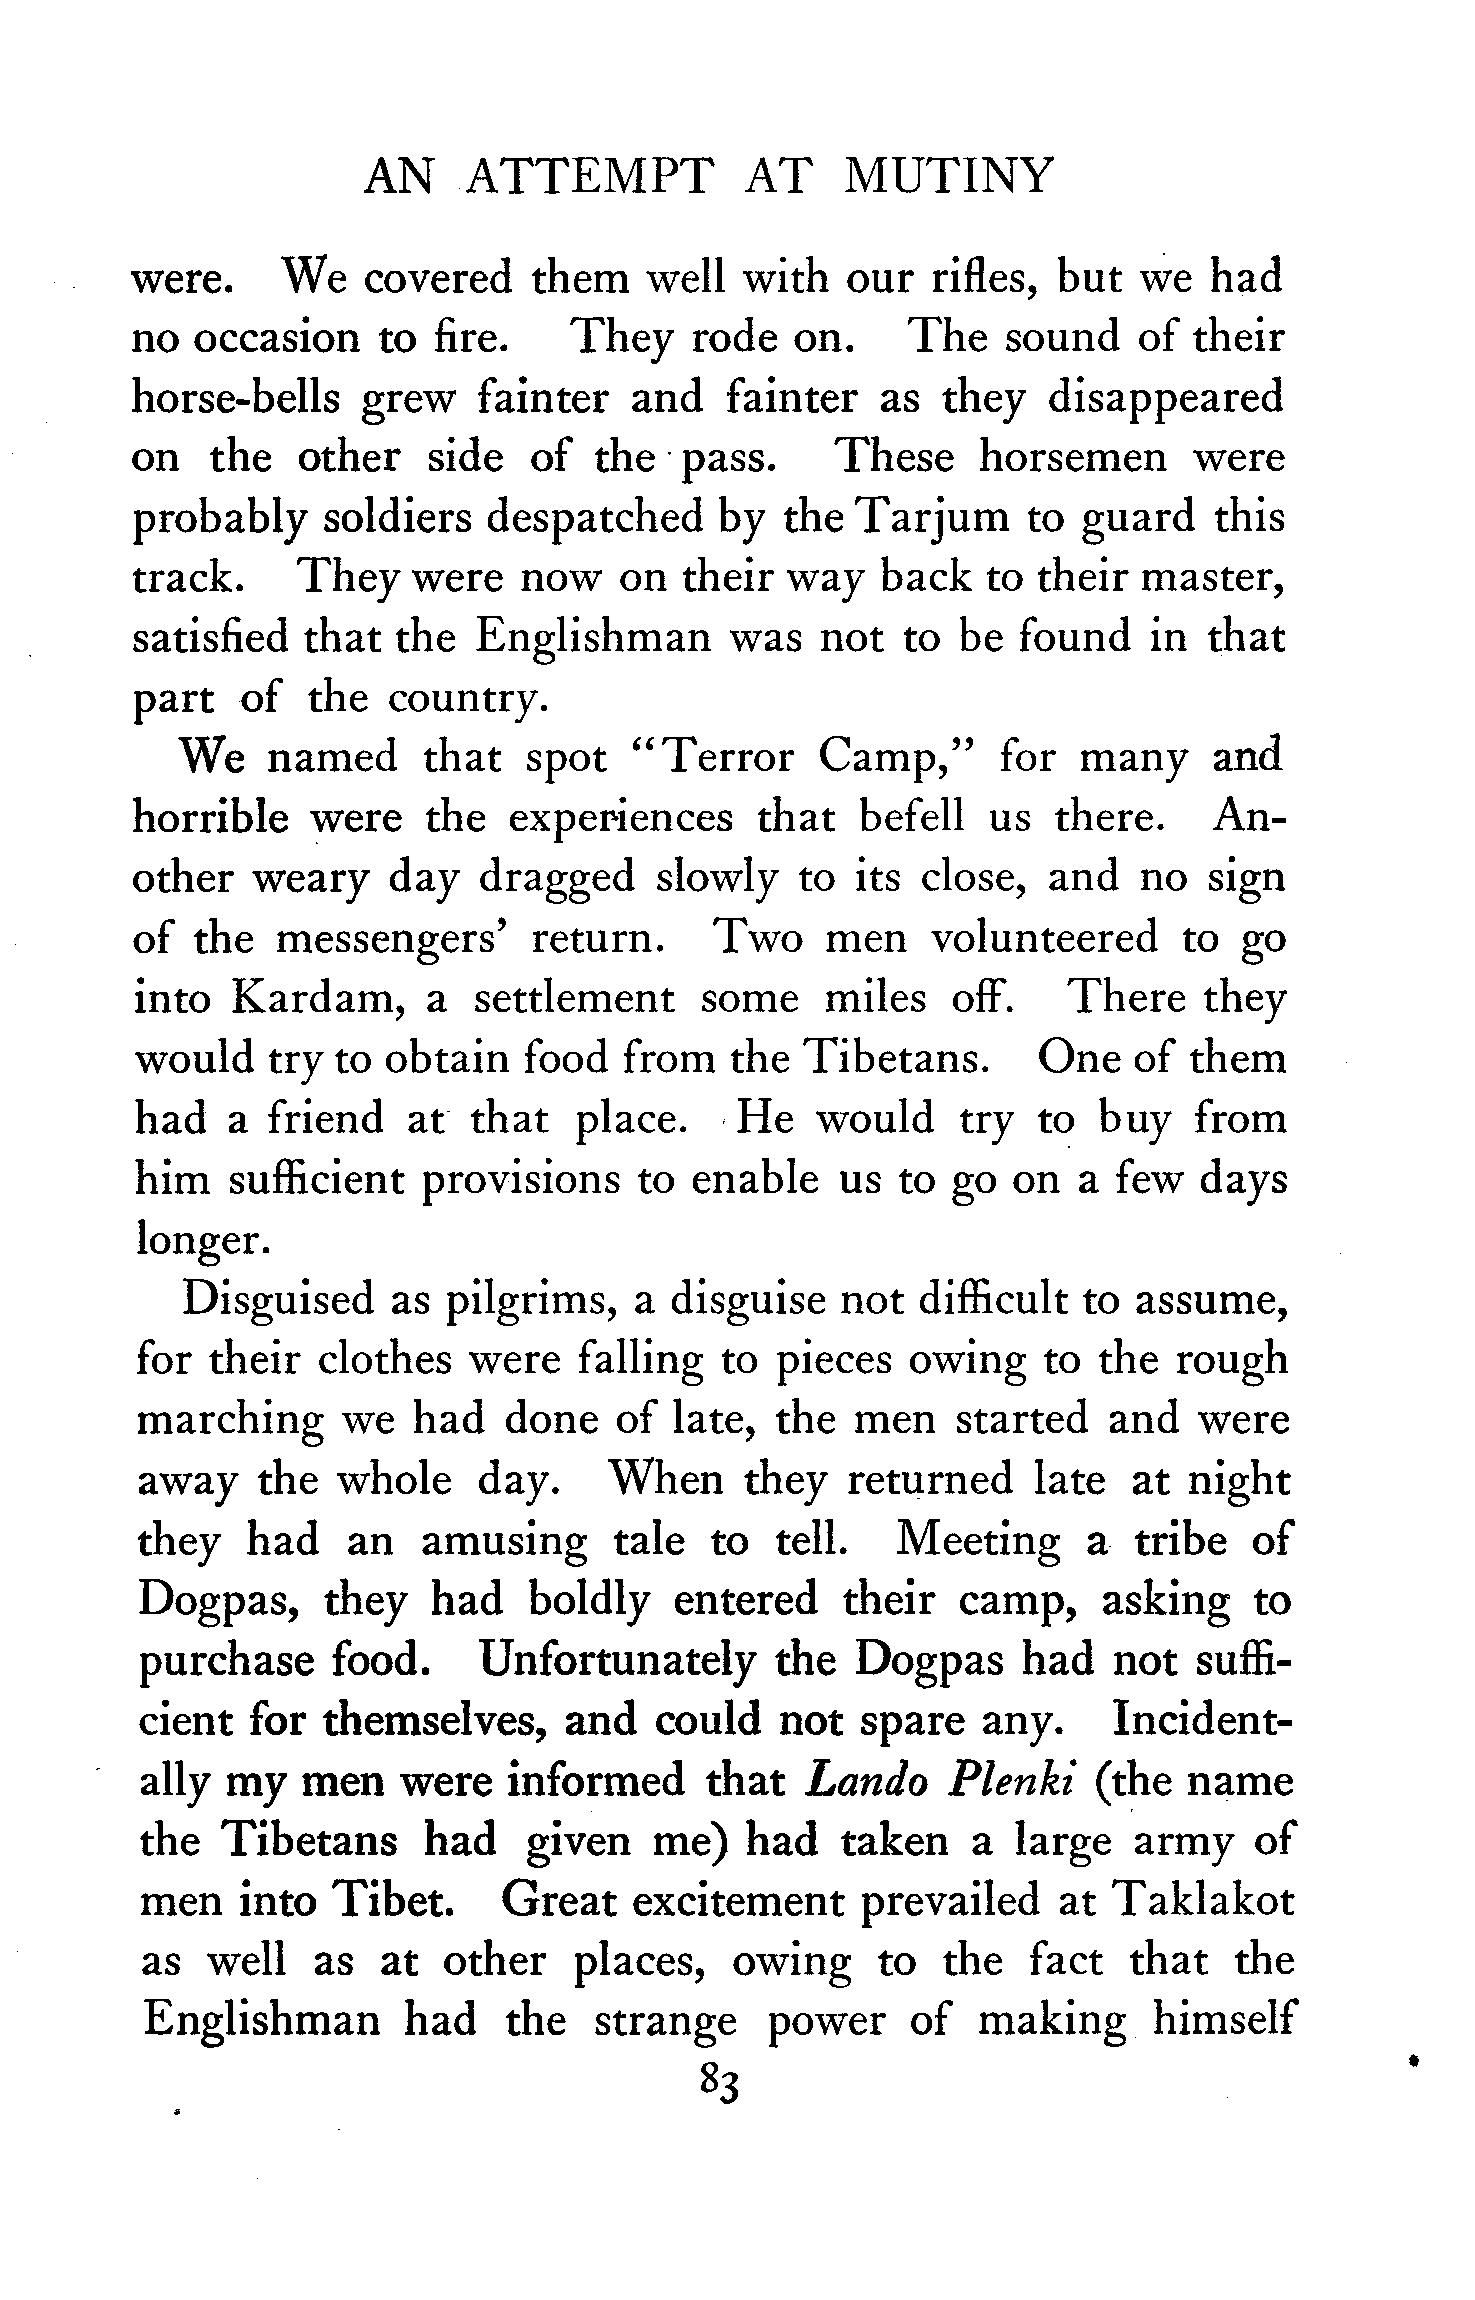 AN ATTEMPT AT MUTINY
were. We covered them well with our rifles, but we had
no occasion to fire. They rode on. The sound of their
horse-bells grew fainter and fainter as they disappeared
on the other side of the pass. These horsemen were
probably soldiers despatched by the Tarjum to guard this
track. They were now on their way back to their master,
satisfied that the Englishman was not to be found in that
part of the country.
We named that spot “Terror Camp,” for many and
horrible were the experiences that befell us there. An-
other weary day dragged slowly to its close, and no sign
of the messengers’ return. Two men volunteered to go
into Kardam, a settlement some miles off. There they
would try to obtain food from the Tibetans. One of them
had a friend at that place. He would try to buy from
him sufficient provisions to enable us to go on a few days
longer.
Disguised as pilgrims, a disguise not difficult to assume,
for their clothes were falling to pieces owing to the rough
marching we had done of late, the men started and were
away the whole day. When they returned late at night
they had an amusing tale to tell. Meeting a tribe of
Dogpas, they had boldly entered their camp, asking to
purchase food. Unfortunately the Dogpas had not suffi-
cient for themselves, and could not spare any. Incident-
ally my men were informed that Lando Plenki (the name
the Tibetans had given me) had taken a large army of
men into Tibet. Great excitement prevailed at Taklakot
as well as at other places, owing to the fact that the
Englishman had the strange power of making himself
83